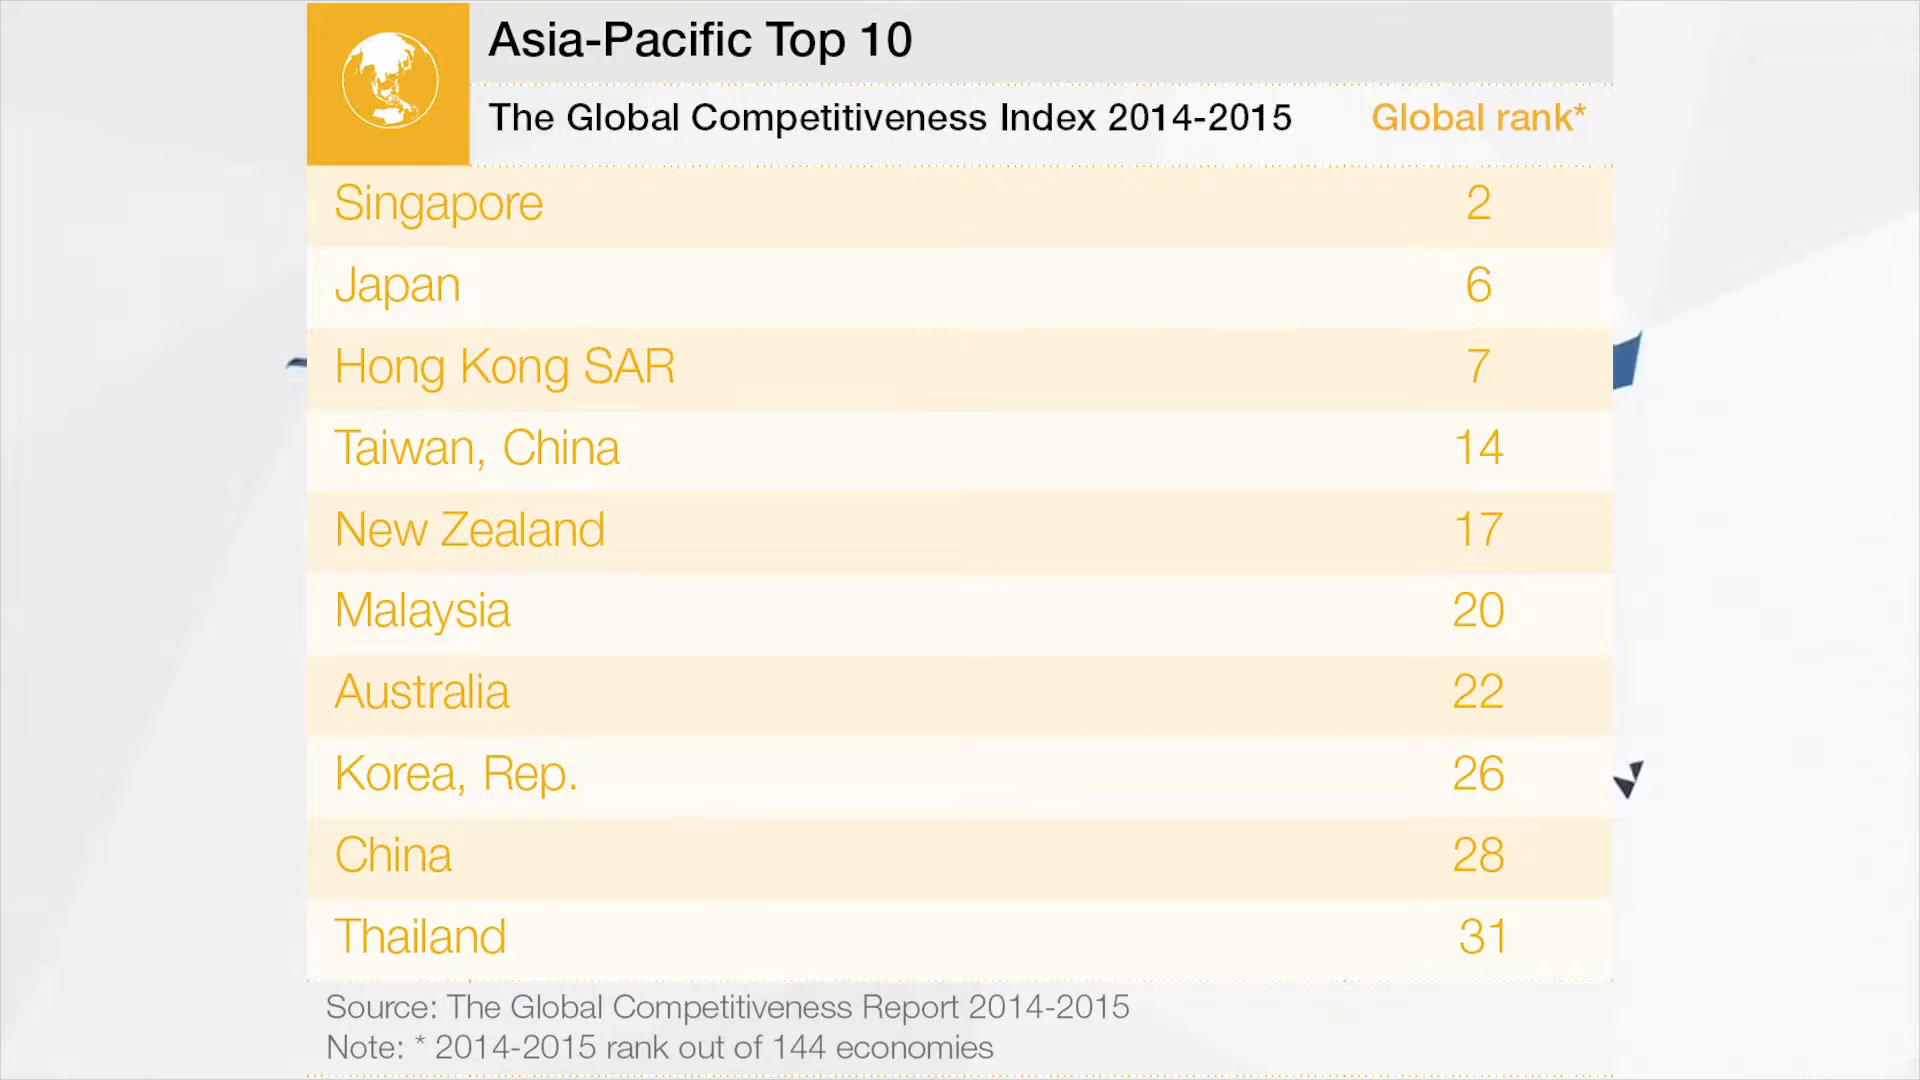 Asia-Pacific Top 10
The Global Competitiveness Index 2014-2015 Global rank*
Singapore 2
Japan 6
Hong Kong SAR 7
Taiwan, China 14
New Zealand 17
Malaysia 20
Australia 22
Korea, Rep. 26
China 28
Thailand 31
Source: The Global Competitiveness Report 2014-2015
Note: * 2014-2015 rank out of 144 economies